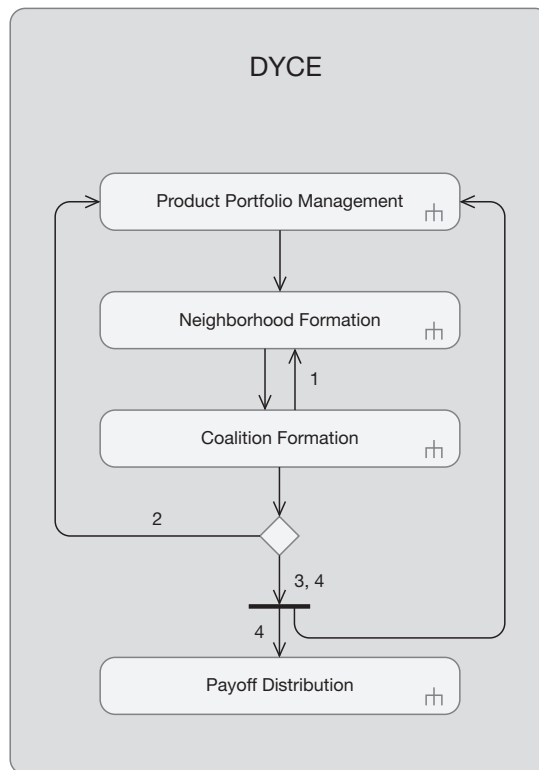 DYCE
Product Portfolio Management
Neighborhood Formation
1
Coalition Formation
2
3, 4
4
Payoff Distribution